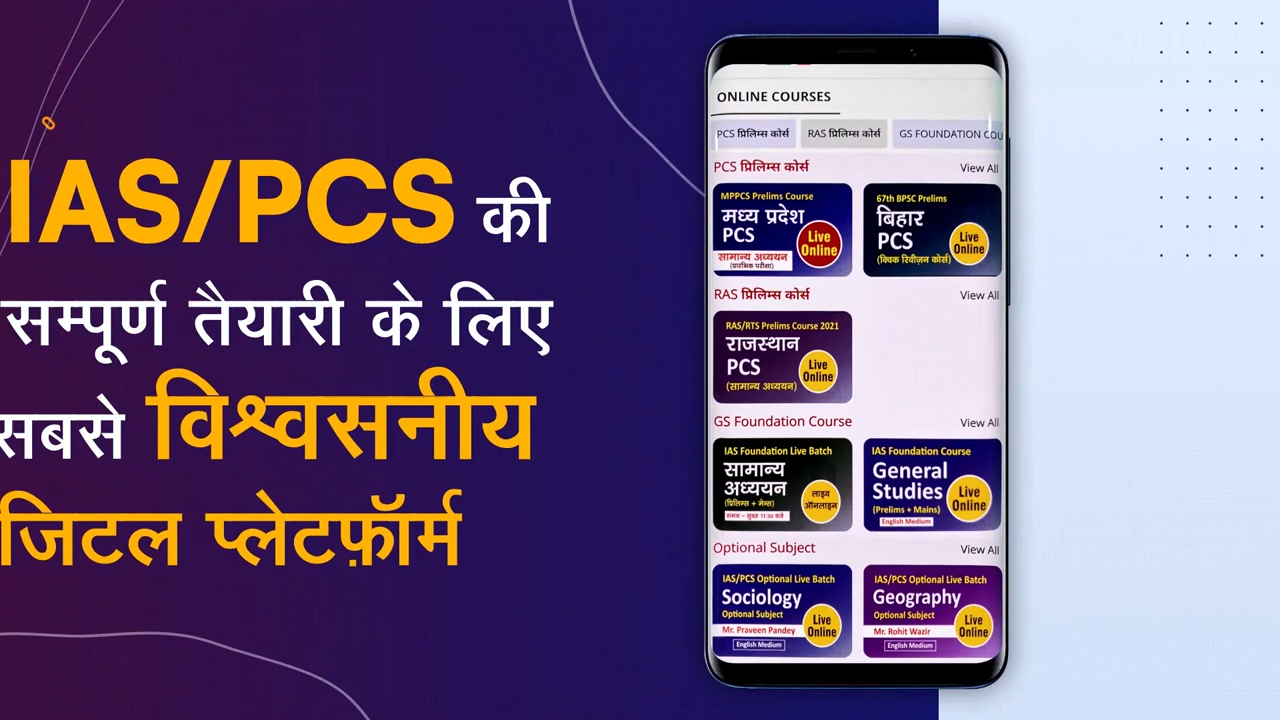 IAS/PCS की
सम्पूर्ण तैयारी के लिए
सबसे विश्वसनीय
जिटल प्लेटफ़ॉर्म
ONLINE COURSES
PCS प्रिलिम्स कोर्स RAS प्रिलिम्स कोर्स GS FOUNDATION COU
PCS प्रिलिम्स कोर्स View All
MPPCS Prelims Course
मध्य प्रदेश
PCS
Live
Online
सामान्य अध्ययन
(प्रारंभिक परीक्षा)
67th BPSC Prelims
बिहार
PCS
Live
Online
(क्विक रिवीज़न कोर्स)
RAS प्रिलिम्स कोर्स View All
RAS/RTS Prelims Course 2021
राजस्थान
PCS
Live
Online
(सामान्य अध्ययन)
GS Foundation Course View All
IAS Foundation Live Batch
सामान्य
अध्ययन
(प्रिलिम्स + मेन्स)
लाइव
ऑनलाइन
सुबह 11:30 बजे
IAS Foundation Course
General
Studies
Live
Online
(Prelims + Mains)
English Medium
Optional Subject View All
IAS/PCS Optional Live Batch
Sociology
Optional Subject
Live
Online
Mr. Praveen Pandey
English Medium
IAS/PCS Optional Live Batch
Geography
Optional Subject
Live
Online
Mr. Rohit Wazir
English Medium